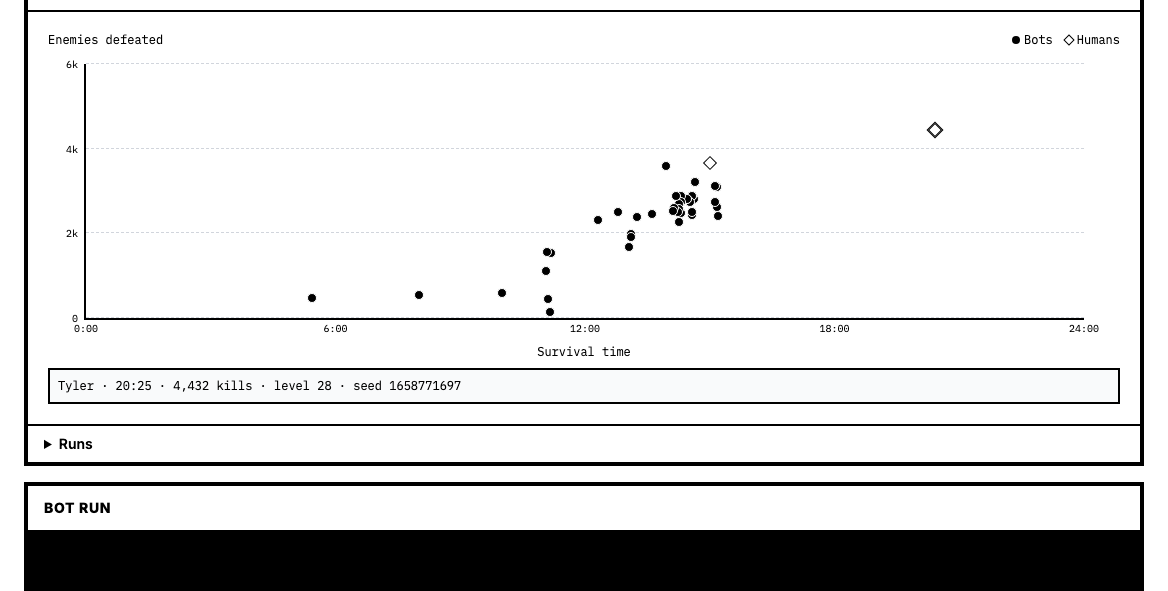 Enemies defeated
Bots Humans
6k
4k
2k
0
0:00 6:00 12:00 18:00 24:00
Survival time
Tyler · 20:25 · 4,432 kills · level 28 · seed 1658771697
Runs
BOT RUN